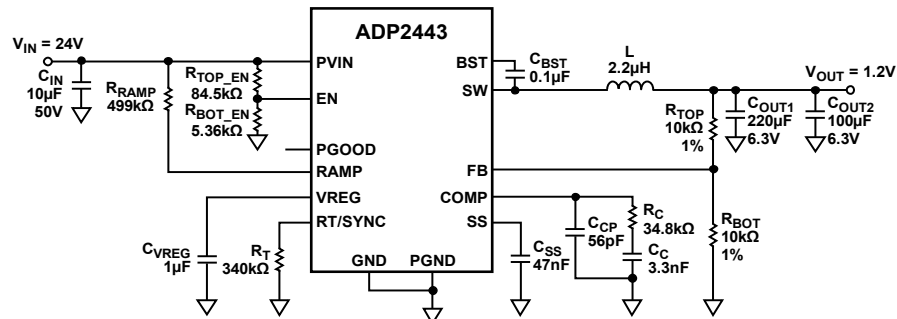 ADP2443
V_IN = 24V
C_IN
10µF
50V
R_RAMP
499kΩ
R_TOP_EN
84.5kΩ
R_BOT_EN
5.36kΩ
PVIN
EN
PGOOD
RAMP
VREG
RT/SYNC
C_VREG
1µF
R_T
340kΩ
GND
PGND
BST
SW
FB
COMP
SS
C_BST
0.1µF
L
2.2µH
V_OUT = 1.2V
R_TOP
10kΩ
1%
C_OUT1
220µF
6.3V
C_OUT2
100µF
6.3V
R_BOT
10kΩ
1%
C_CP
56pF
R_C
34.8kΩ
C_C
3.3nF
C_SS
47nF